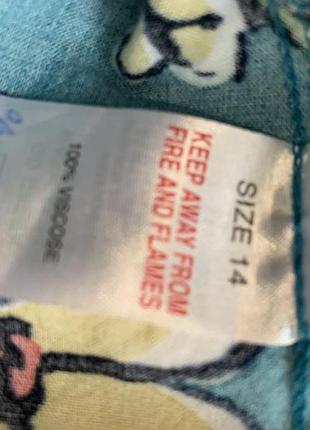 SIZE 14
KEEP AWAY FROM
FIRE AND FLAMES
100% VISCOSE